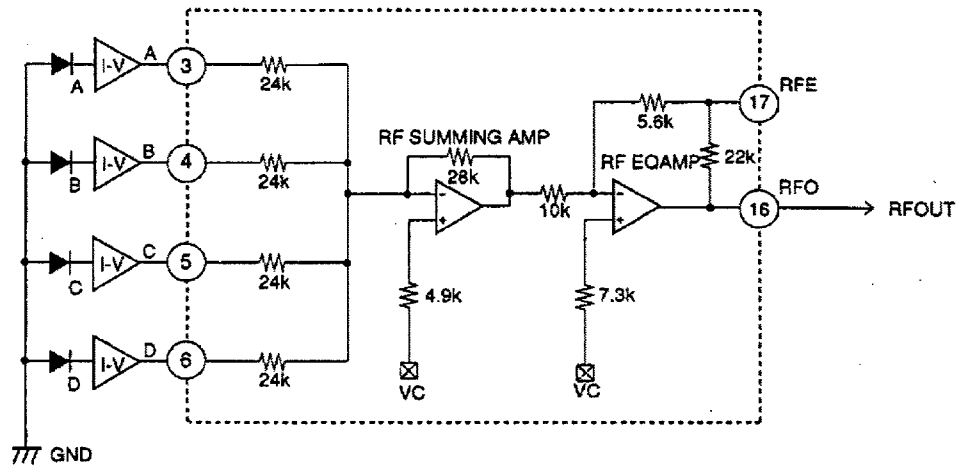 A
I-V
A
3
24k
B
I-V
B
4
24k
C
I-V
C
5
24k
D
I-V
D
6
24k
RF SUMMING AMP
28k
4.9k
VC
10k
RF EQAMP
7.3k
VC
5.6k
22k
17
RFE
16
RFO
RFOUT
GND